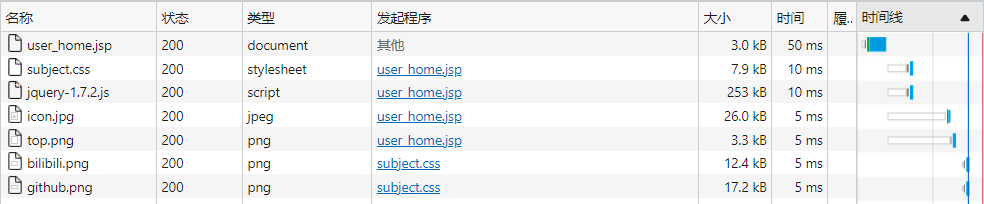 名称 状态 类型 发起程序 大小 时间 履.. 时间线
user_home.jsp 200 document 其他 3.0 kB 50 ms
subject.css 200 stylesheet user_home.jsp 7.9 kB 10 ms
jquery-1.7.2.js 200 script user_home.jsp 253 kB 10 ms
icon.jpg 200 jpeg user_home.jsp 26.0 kB 5 ms
top.png 200 png user_home.jsp 3.3 kB 5 ms
bilibili.png 200 png subject.css 12.4 kB 5 ms
github.png 200 png subject.css 17.2 kB 5 ms